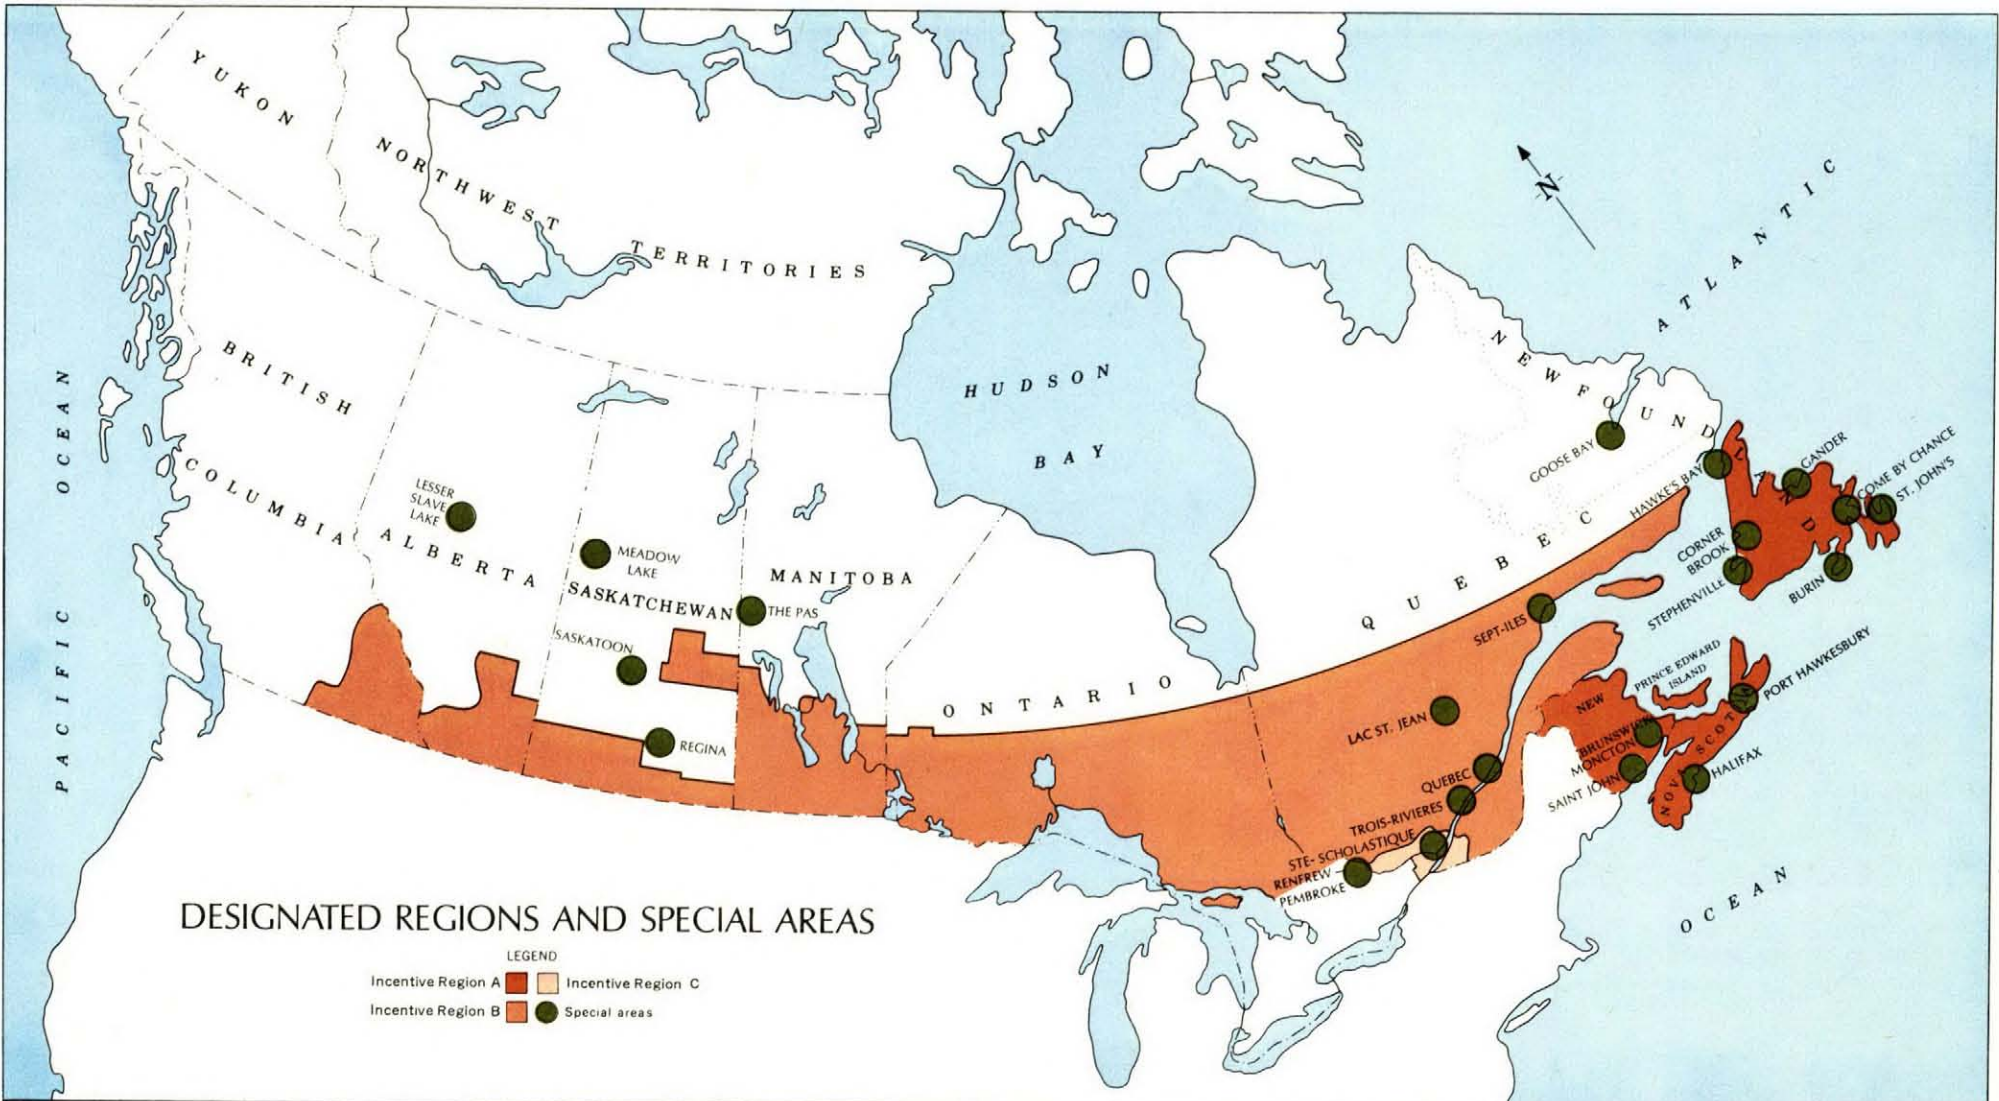 YUKON
NORTHWEST
TERRITORIES
BRITISH
COLUMBIA
PACIFIC OCEAN
ATLANTIC
OCEAN
HUDSON
BAY
NEWFOUNDLAND
GOOSE BAY
HAWKE'S BAY
GANDER
COME BY CHANCE
ST. JOHN'S
CORNER
BROOK
STEPHENVILLE
BURIN
LESSER
SLAVE
LAKE
ALBERTA
MEADOW
LAKE
SASKATCHEWAN
MANITOBA
THE PAS
SASKATOON
REGINA
ONTARIO
QUEBEC
SEPT-ILES
LAC ST. JEAN
QUEBEC
TROIS-RIVIERES
STE- SCHOLASTIQUE
RENFREW
PEMBROKE
PRINCE EDWARD
ISLAND
PORT HAWKESBURY
NEW
BRUNSWICK
MONCTON
SAINT JOHN
NOVA SCOTIA
HALIFAX
-N-
DESIGNATED REGIONS AND SPECIAL AREAS
LEGEND
Incentive Region A
Incentive Region C
Incentive Region B
Special areas